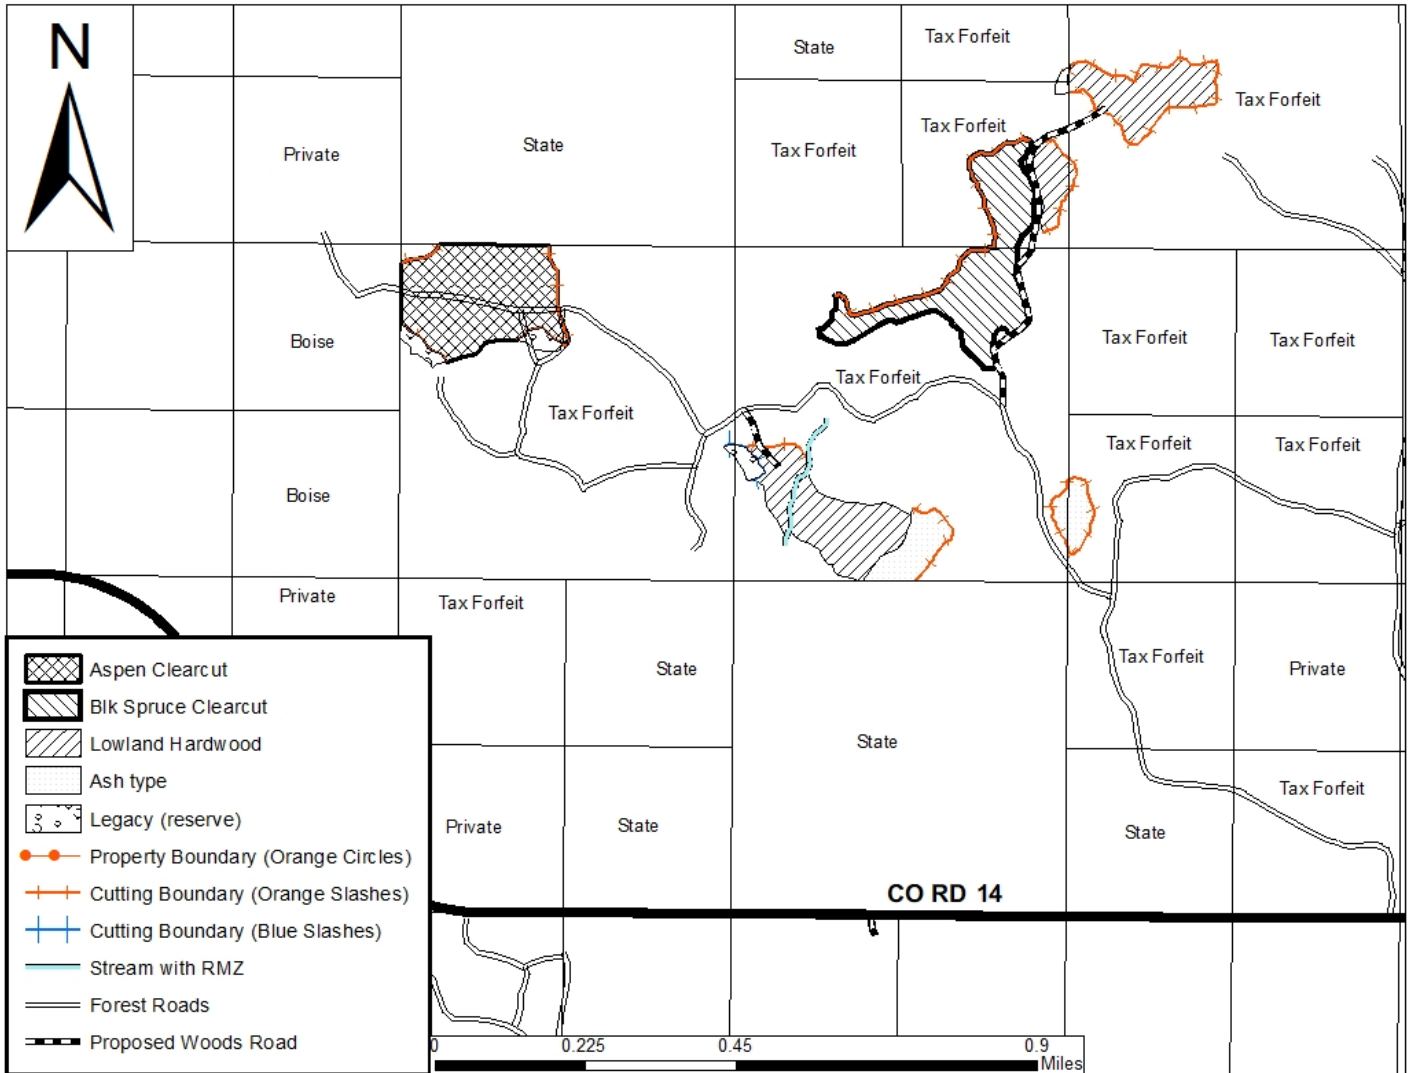 N
State
Tax Forfeit
Tax Forfeit
Private
State
Tax Forfeit
Tax Forfeit
Boise
Tax Forfeit
Tax Forfeit
Tax Forfeit
Tax Forfeit
Tax Forfeit
Tax Forfeit
Boise
Private
Tax Forfeit
State
Tax Forfeit
Private
State
Tax Forfeit
Private
State
State
CO RD 14
Aspen Clearcut
Blk Spruce Clearcut
Lowland Hardwood
Ash type
Legacy (reserve)
Property Boundary (Orange Circles)
Cutting Boundary (Orange Slashes)
Cutting Boundary (Blue Slashes)
Stream with RMZ
Forest Roads
Proposed Woods Road
0 0.225 0.45 0.9
Miles